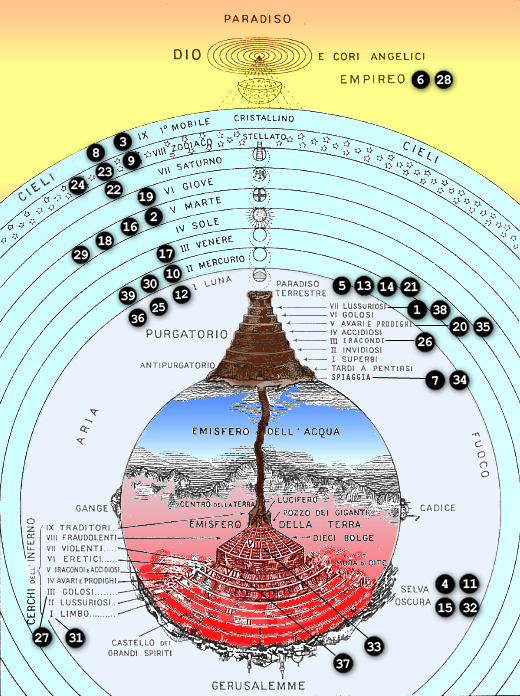 PARADISO
DIO E CORI ANGELICI
EMPIREO 6 28
CRISTALLINO
3 IX 1º MOBILE
STELLATO
8 9 VIII ZODIACO
CIELI
CIELI
23
24 22
VII SATURNO
19 VI GIOVE
16 2 V MARTE
29 18 IV SOLE
17 III VENERE
30 10 II MERCURIO
39 25 12 I LUNA
36
PARADISO
TERRESTRE
5 13 14 21
VII LUSSURIOSI 1 38
VI GOLOSI
V AVARI E PRODIGHI 20 35
IV ACCIDIOSI
III IRACONDI 26
II INVIDIOSI
I SUPERBI
TARDI A PENTIRSI
SPIAGGIA 7 34
PURGATORIO
ANTIPURGATORIO
ARIA
FUOCO
EMISFERO DELL'ACQUA
GANGE
CADICE
CENTRO DELLA TERRA
LUCIFERO
POZZO DEI GIGANTI
EMISFERO DELLA TERRA
DIECI BOLGE
MURA DI DITE
CERCHI DELL'INFERNO
IX TRADITORI
VIII FRAUDOLENTI
VII VIOLENTI
VI ERETICI
V IRACONDI E ACCIDIOSI
IV AVARI E PRODIGHI
III GOLOSI
II LUSSURIOSI
I LIMBO
27 31
SELVA
OSCURA
4 11
15 32
33
37
CASTELLO DEI
GRANDI SPIRITI
GERUSALEMME